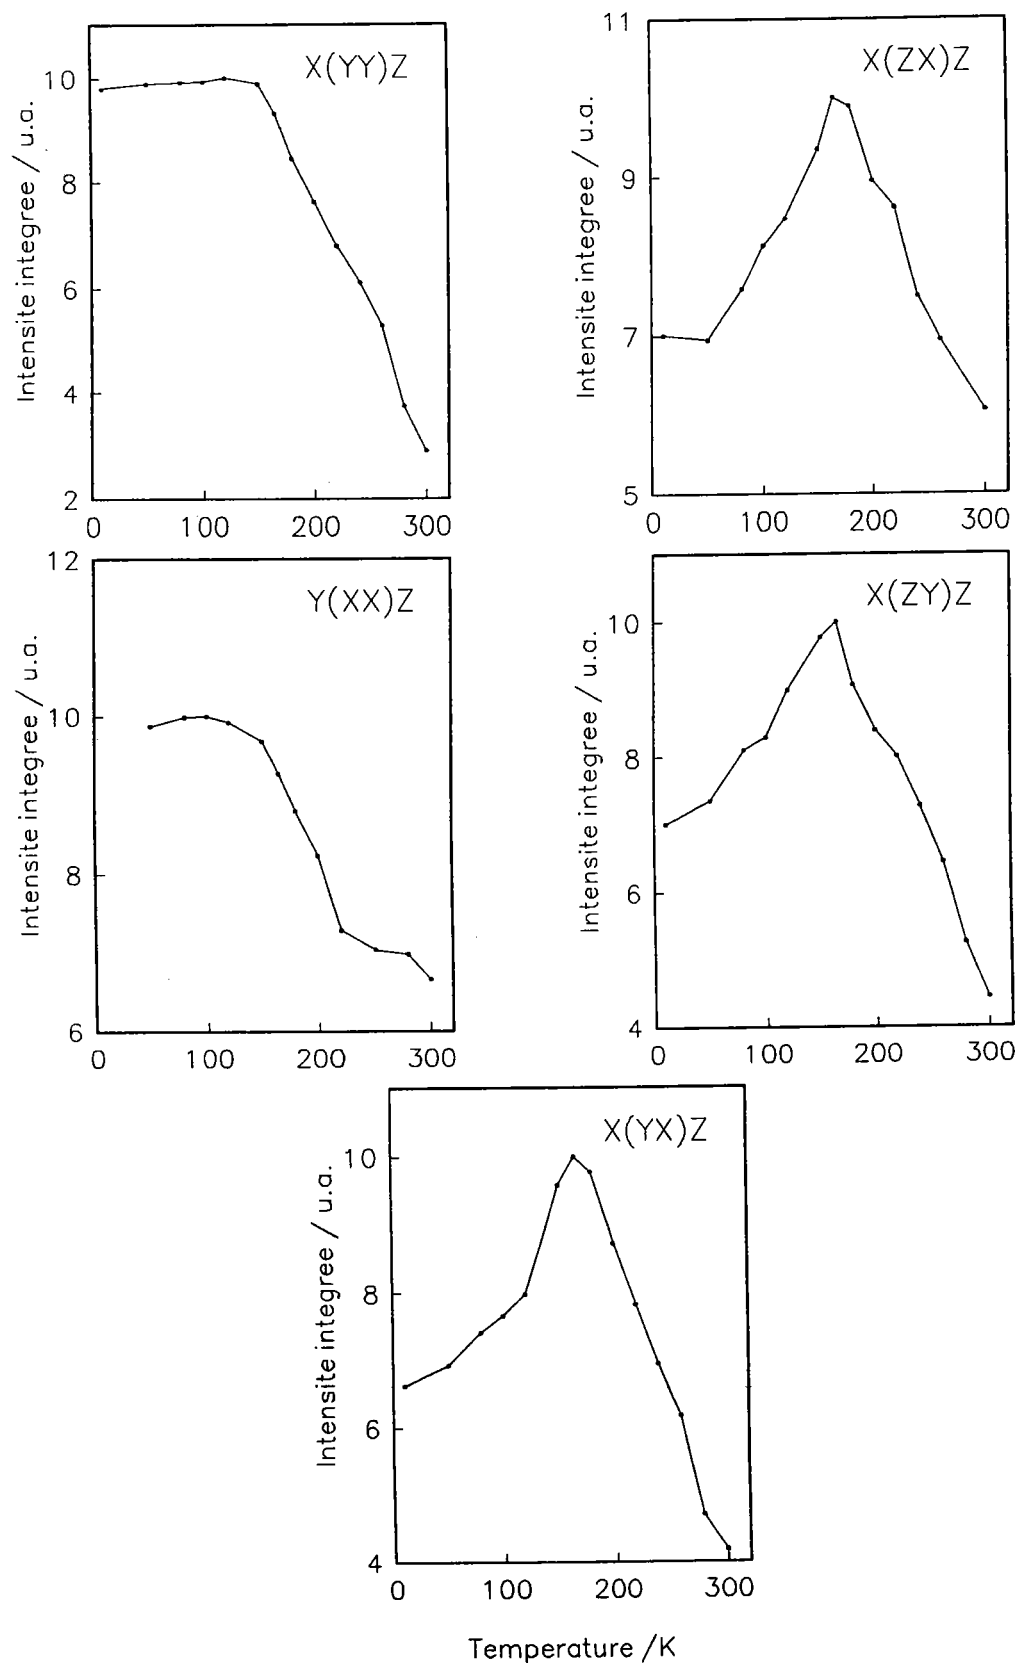 X(YY)Z
Intensite integree / u.a.
10
8
6
4
2
0 100 200 300
X(ZX)Z
Intensite integree / u.a.
11
9
7
5
0 100 200 300
Y(XX)Z
Intensite integree / u.a.
12
10
8
6
0 100 200 300
X(ZY)Z
Intensite integree / u.a.
10
8
6
4
0 100 200 300
X(YX)Z
Intensite integree / u.a.
10
8
6
4
0 100 200 300
Temperature /K